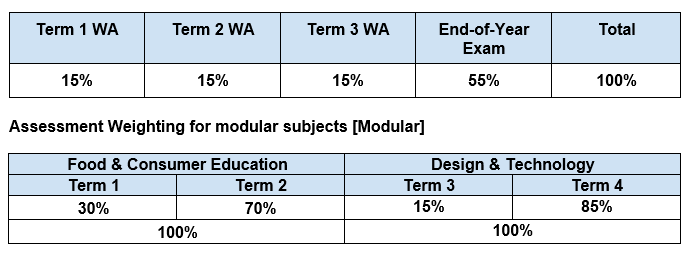 Term 1 WA Term 2 WA Term 3 WA End-of-Year Exam Total
15% 15% 15% 55% 100%
Assessment Weighting for modular subjects [Modular]
Food & Consumer Education Design & Technology
Term 1 Term 2 Term 3 Term 4
30% 70% 15% 85%
100% 100%